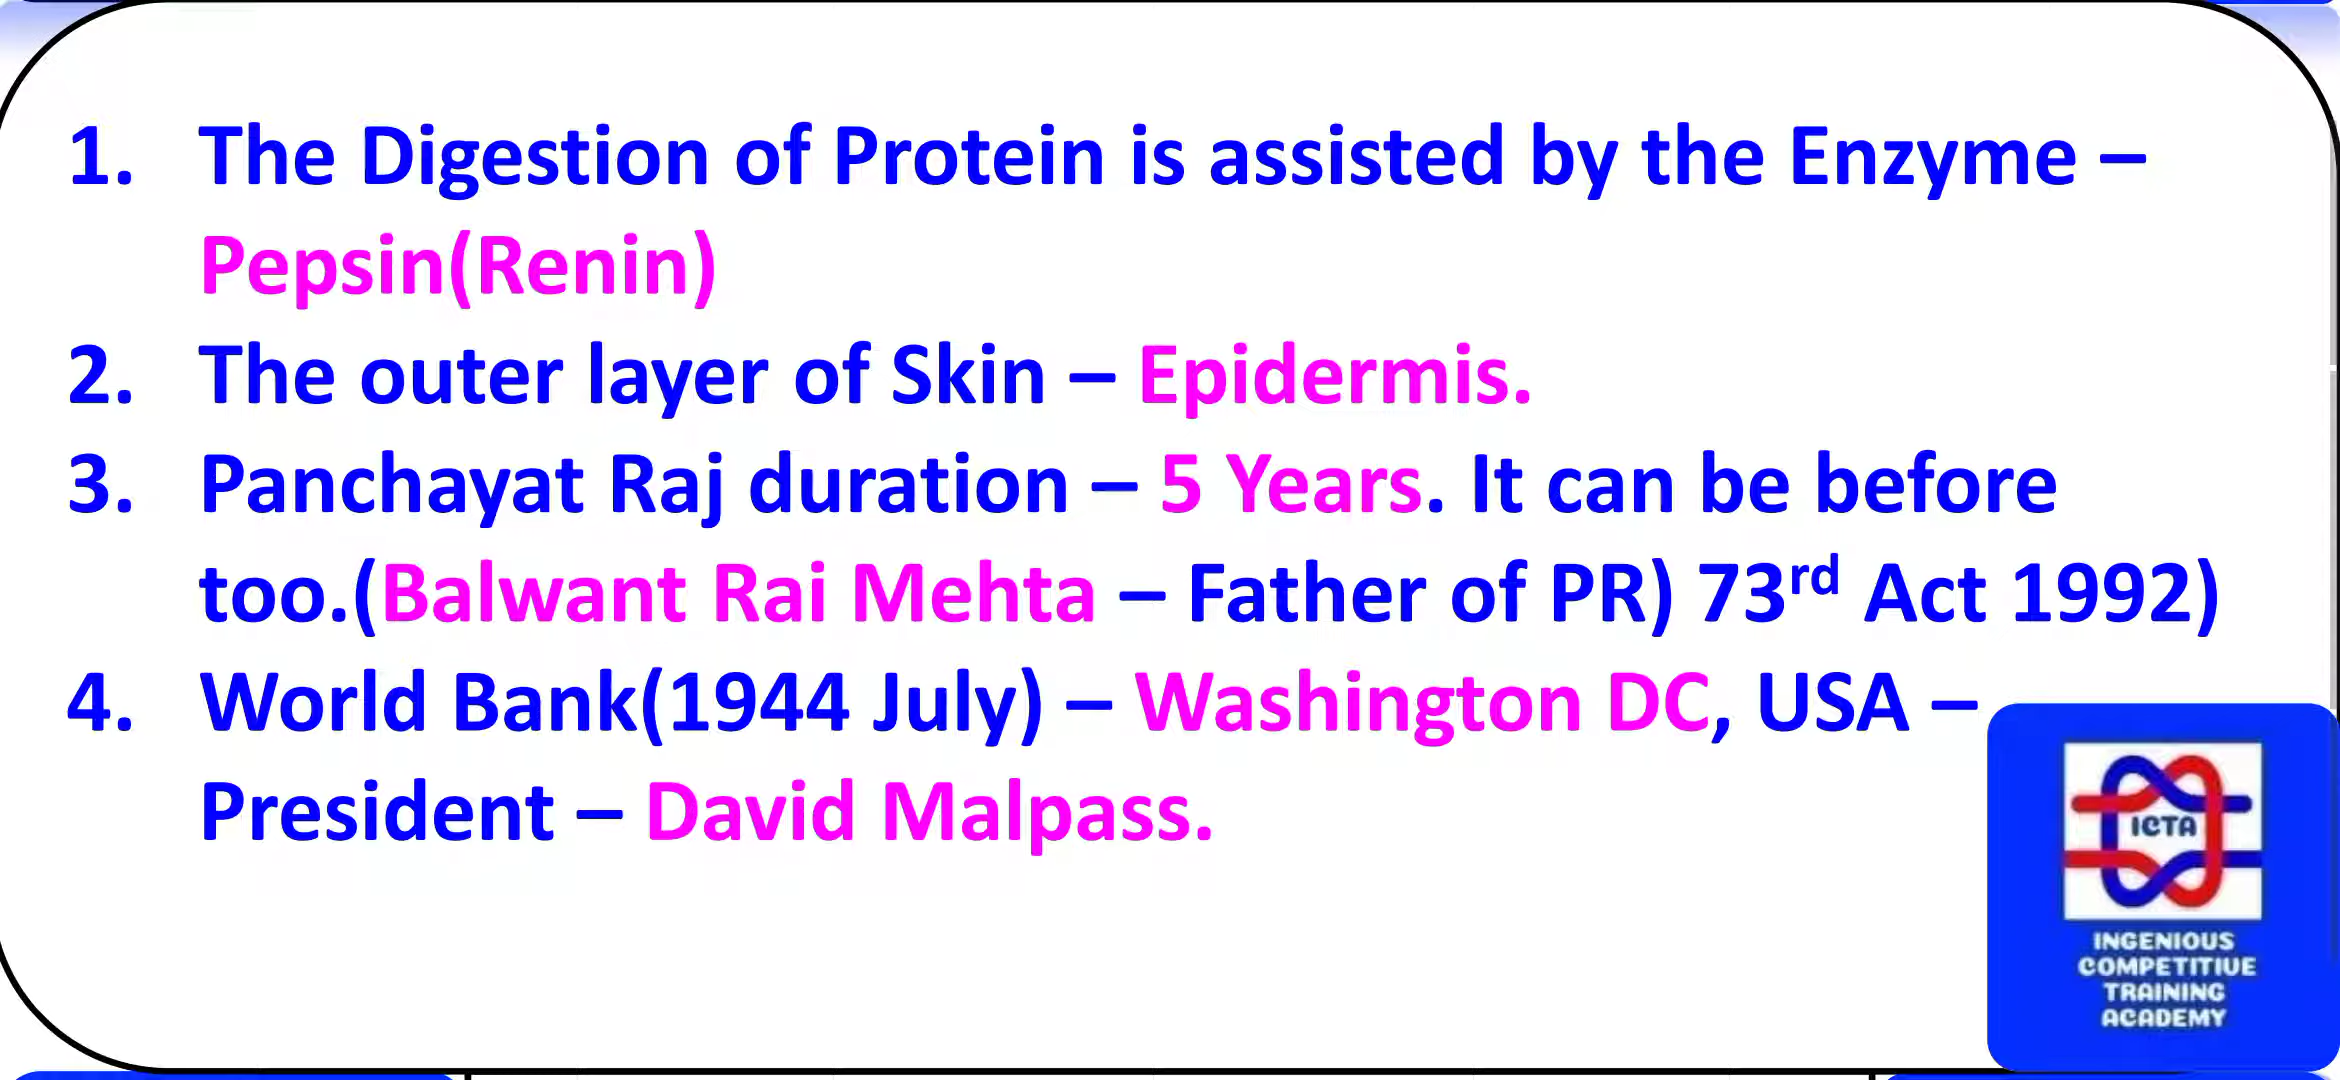 1. The Digestion of Protein is assisted by the Enzyme –
Pepsin(Renin)
2. The outer layer of Skin – Epidermis.
3. Panchayat Raj duration – 5 Years. It can be before
too.(Balwant Rai Mehta – Father of PR) 73rd Act 1992)
4. World Bank(1944 July) – Washington DC, USA –
President – David Malpass.
ICTA
INGENIOUS
COMPETITIVE
TRAINING
ACADEMY